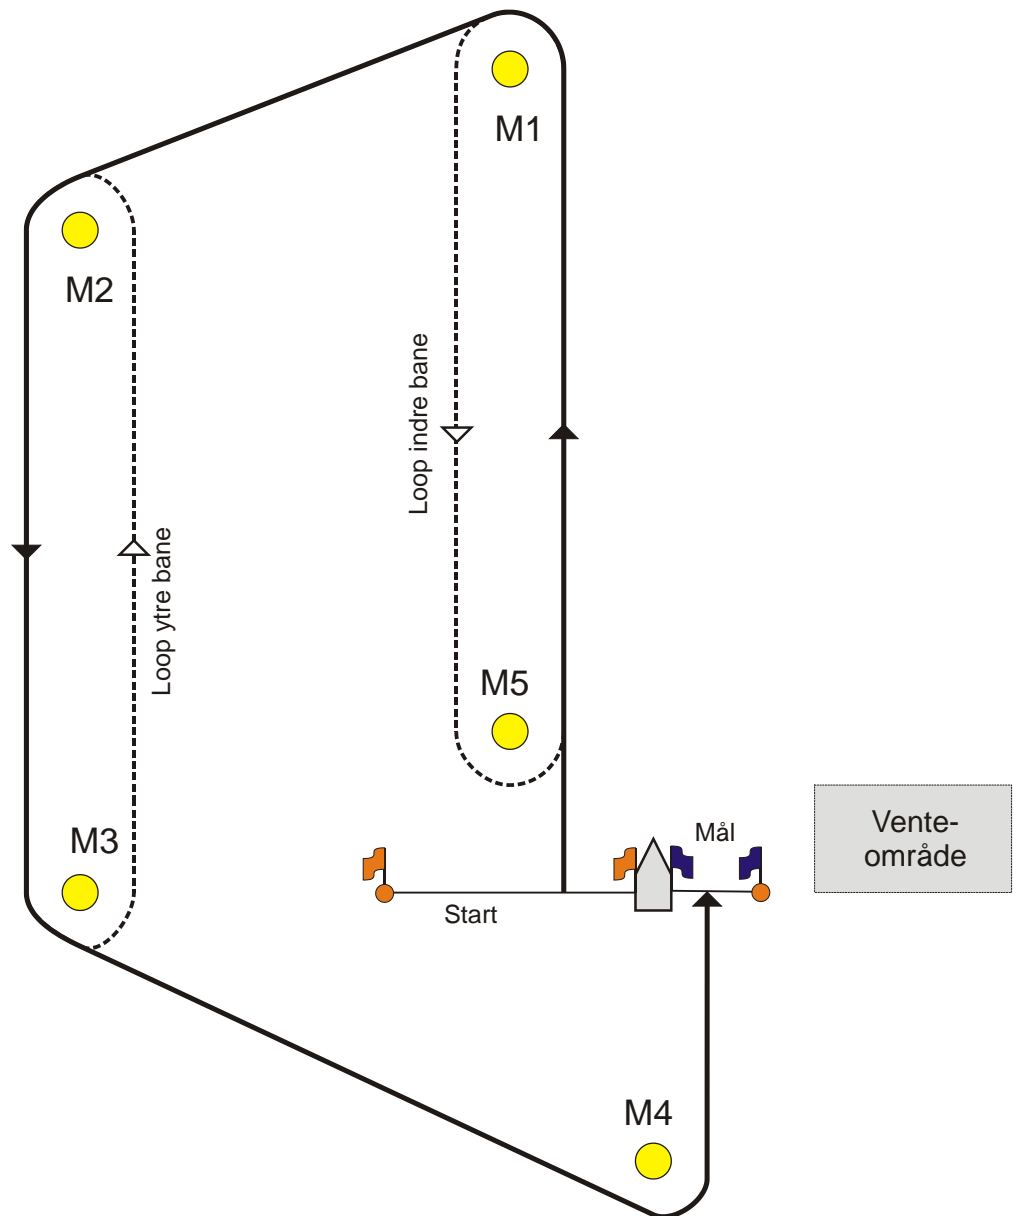 M1
M2
Loop indre bane
Loop ytre bane
M5
M3
Mål
Vente-
område
Start
M4